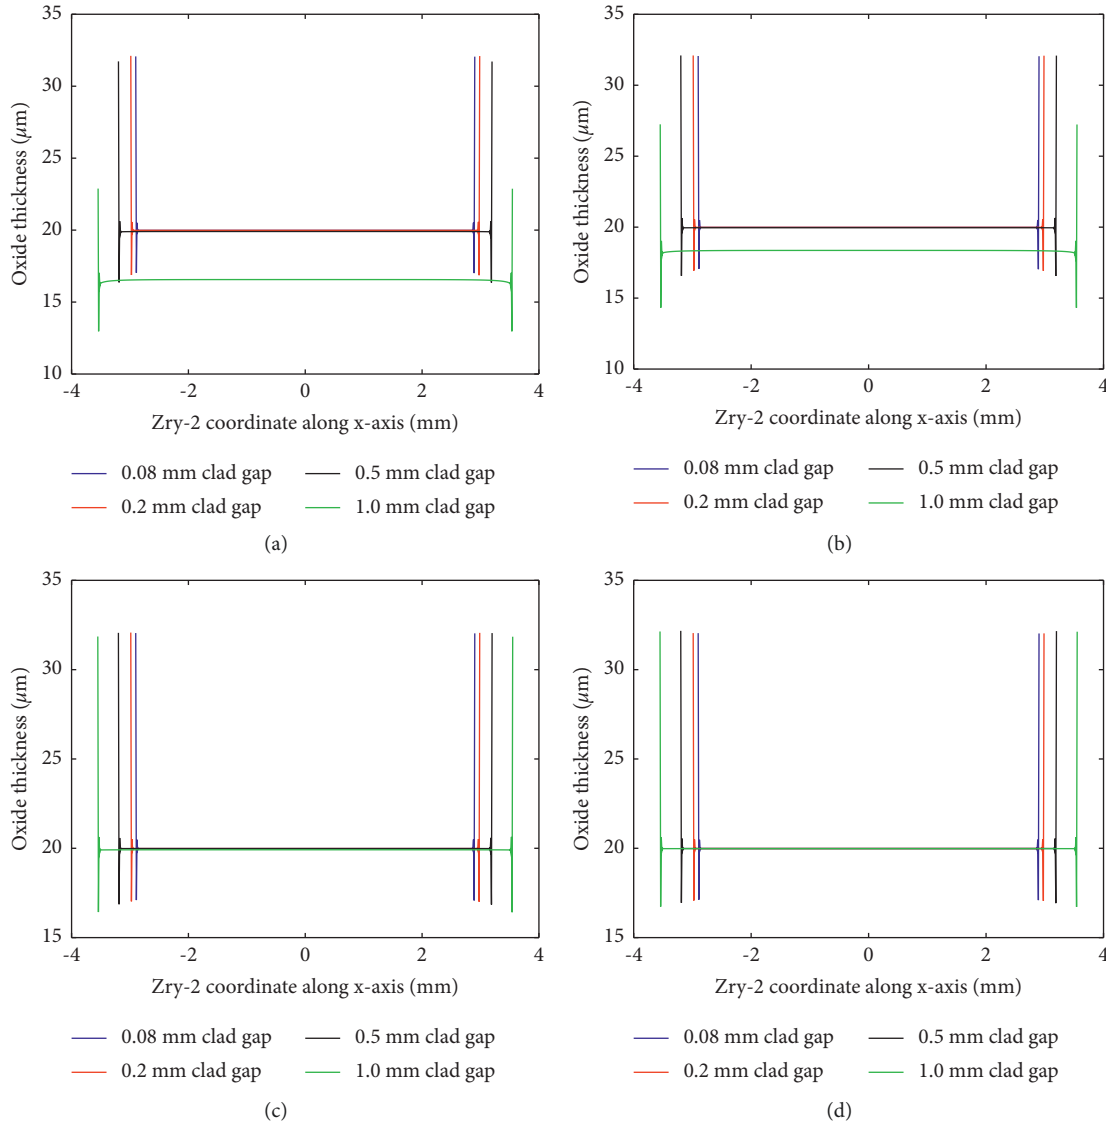 35
30
25
20
15
10
Oxide thickness (μm)
-4 -2 0 2 4
Zry-2 coordinate along x-axis (mm)
0.08 mm clad gap 0.5 mm clad gap
0.2 mm clad gap 1.0 mm clad gap
(a)
35
30
25
20
15
10
Oxide thickness (μm)
-4 -2 0 2 4
Zry-2 coordinate along x-axis (mm)
0.08 mm clad gap 0.5 mm clad gap
0.2 mm clad gap 1.0 mm clad gap
(b)
35
30
25
20
15
Oxide thickness (μm)
-4 -2 0 2 4
Zry-2 coordinate along x-axis (mm)
0.08 mm clad gap 0.5 mm clad gap
0.2 mm clad gap 1.0 mm clad gap
(c)
35
30
25
20
15
Oxide thickness (μm)
-4 -2 0 2 4
Zry-2 coordinate along x-axis (mm)
0.08 mm clad gap 0.5 mm clad gap
0.2 mm clad gap 1.0 mm clad gap
(d)